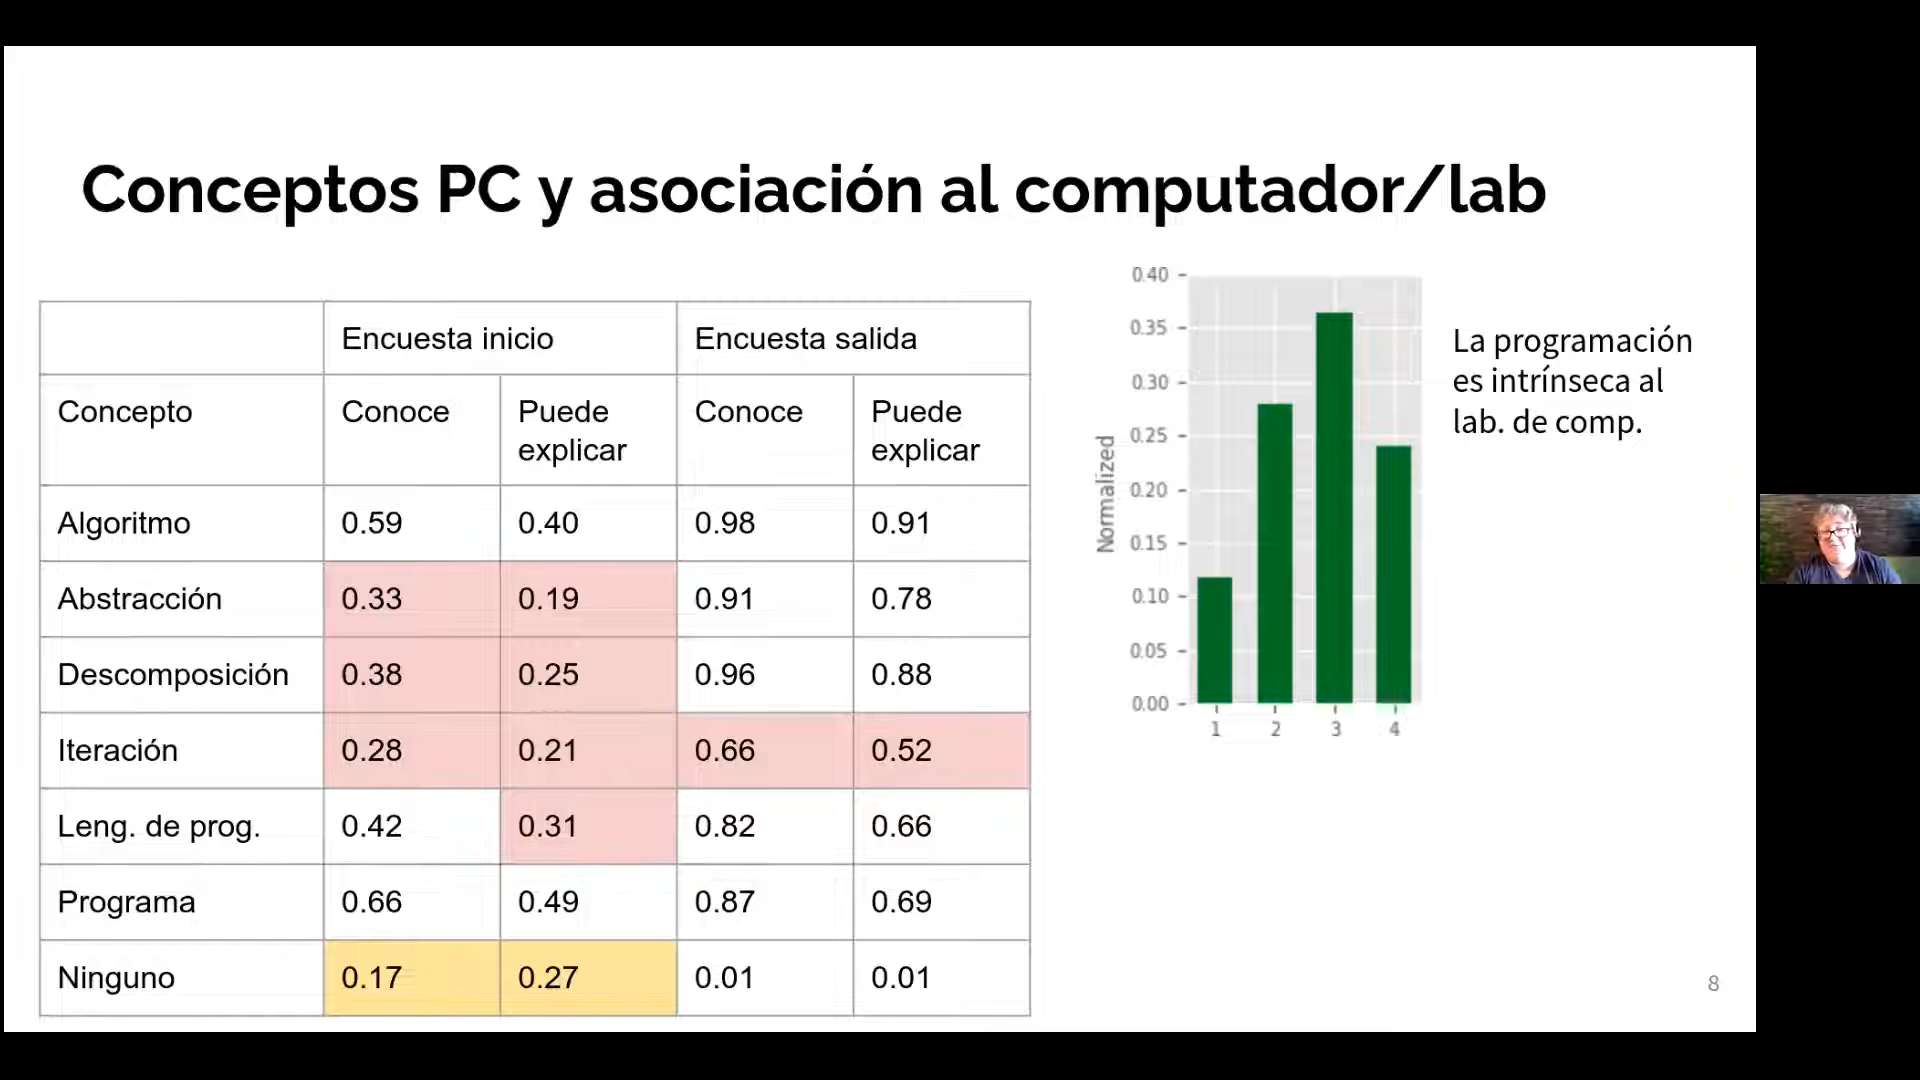 Conceptos PC y asociación al computador/lab
Encuesta inicio Encuesta salida
Concepto Conoce Puede explicar Conoce Puede explicar
Algoritmo 0.59 0.40 0.98 0.91
Abstracción 0.33 0.19 0.91 0.78
Descomposición 0.38 0.25 0.96 0.88
Iteración 0.28 0.21 0.66 0.52
Leng. de prog. 0.42 0.31 0.82 0.66
Programa 0.66 0.49 0.87 0.69
Ninguno 0.17 0.27 0.01 0.01
Normalized
0.40
0.35
0.30
0.25
0.20
0.15
0.10
0.05
0.00
1 2 3 4
La programación
es intrínseca al
lab. de comp.
8